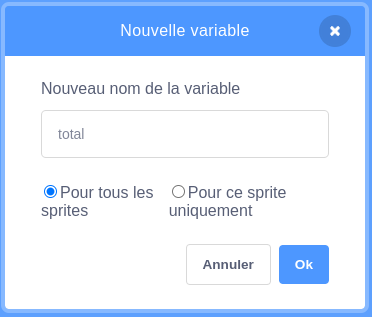 Nouvelle variable
Nouveau nom de la variable
total
Pour tous les
sprites
Pour ce sprite
uniquement
Annuler
Ok